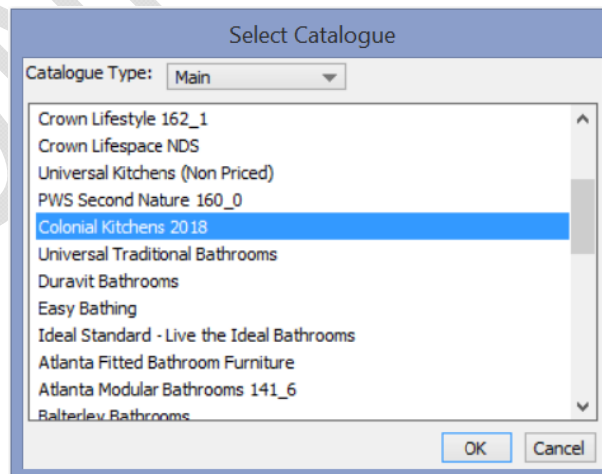 Select Catalogue
Catalogue Type: Main
Crown Lifestyle 162_1
Crown Lifespace NDS
Universal Kitchens (Non Priced)
PWS Second Nature 160_0
Colonial Kitchens 2018
Universal Traditional Bathrooms
Duravit Bathrooms
Easy Bathing
Ideal Standard - Live the Ideal Bathrooms
Atlanta Fitted Bathroom Furniture
Atlanta Modular Bathrooms 141_6
Balterley Bathrooms
OK Cancel